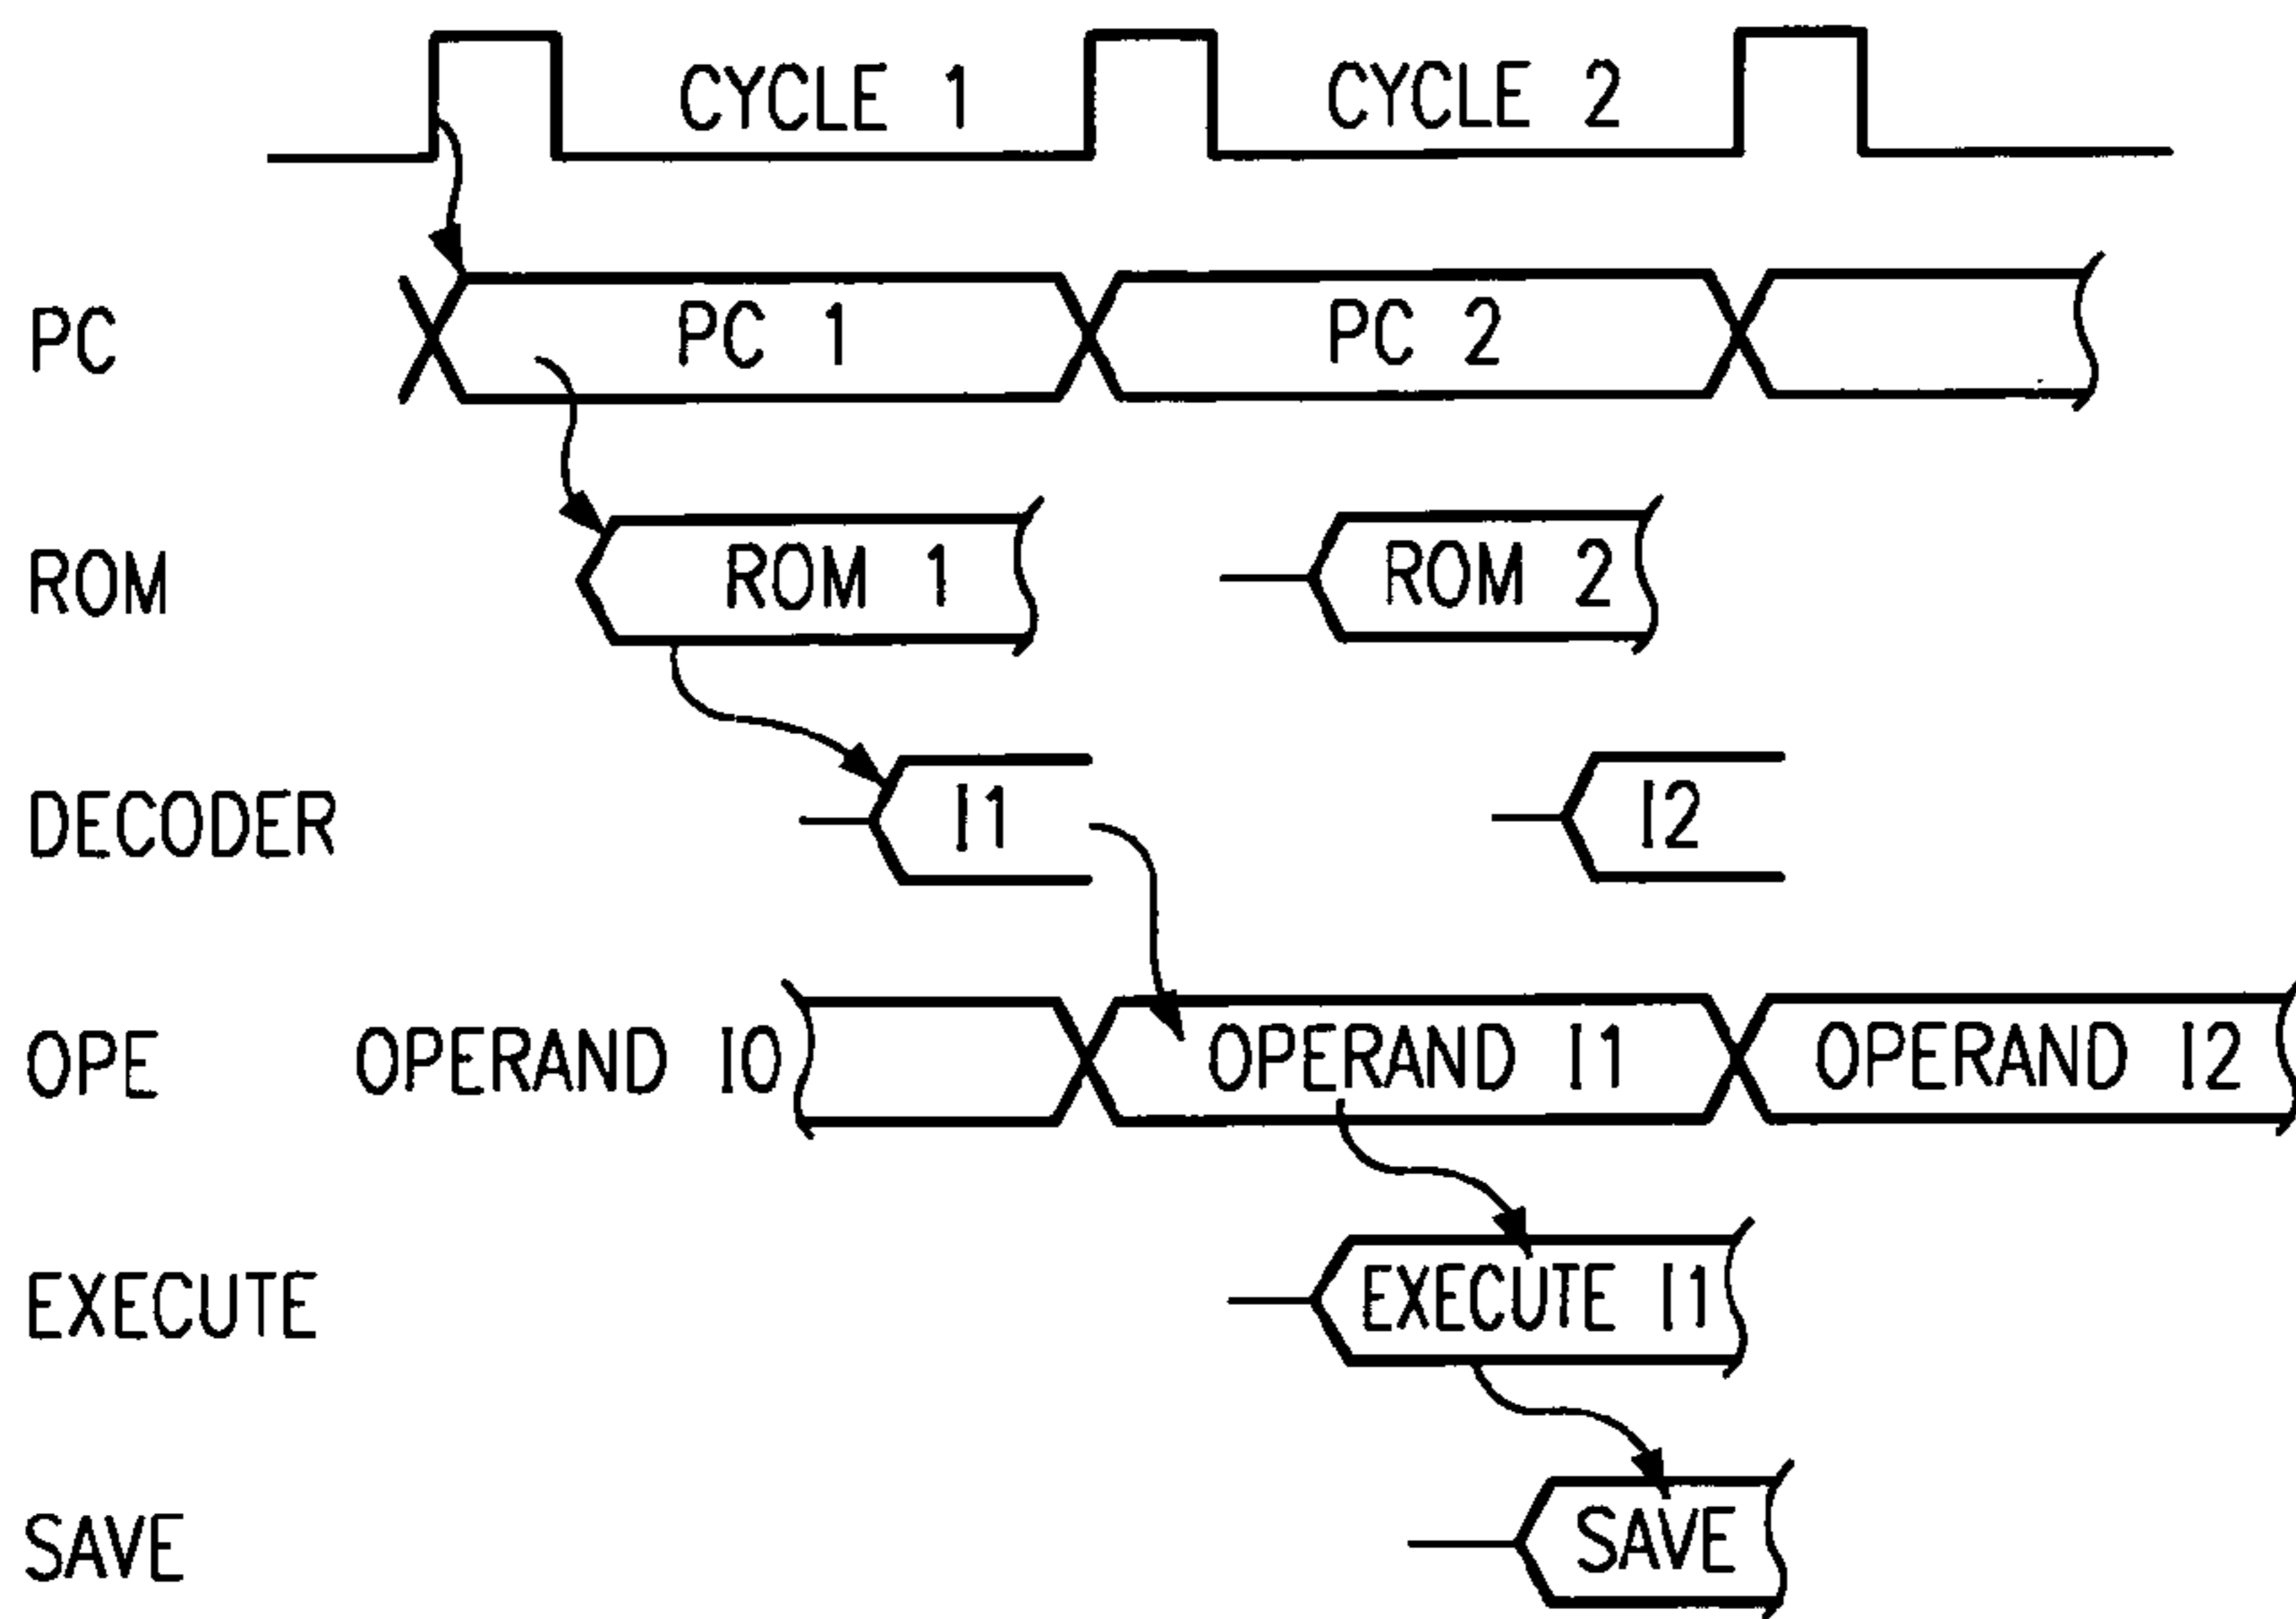 CYCLE 1 CYCLE 2
PC PC 1 PC 2
ROM ROM 1 ROM 2
DECODER I1 I2
OPE OPERAND I0 OPERAND I1 OPERAND I2
EXECUTE EXECUTE I1
SAVE SAVE